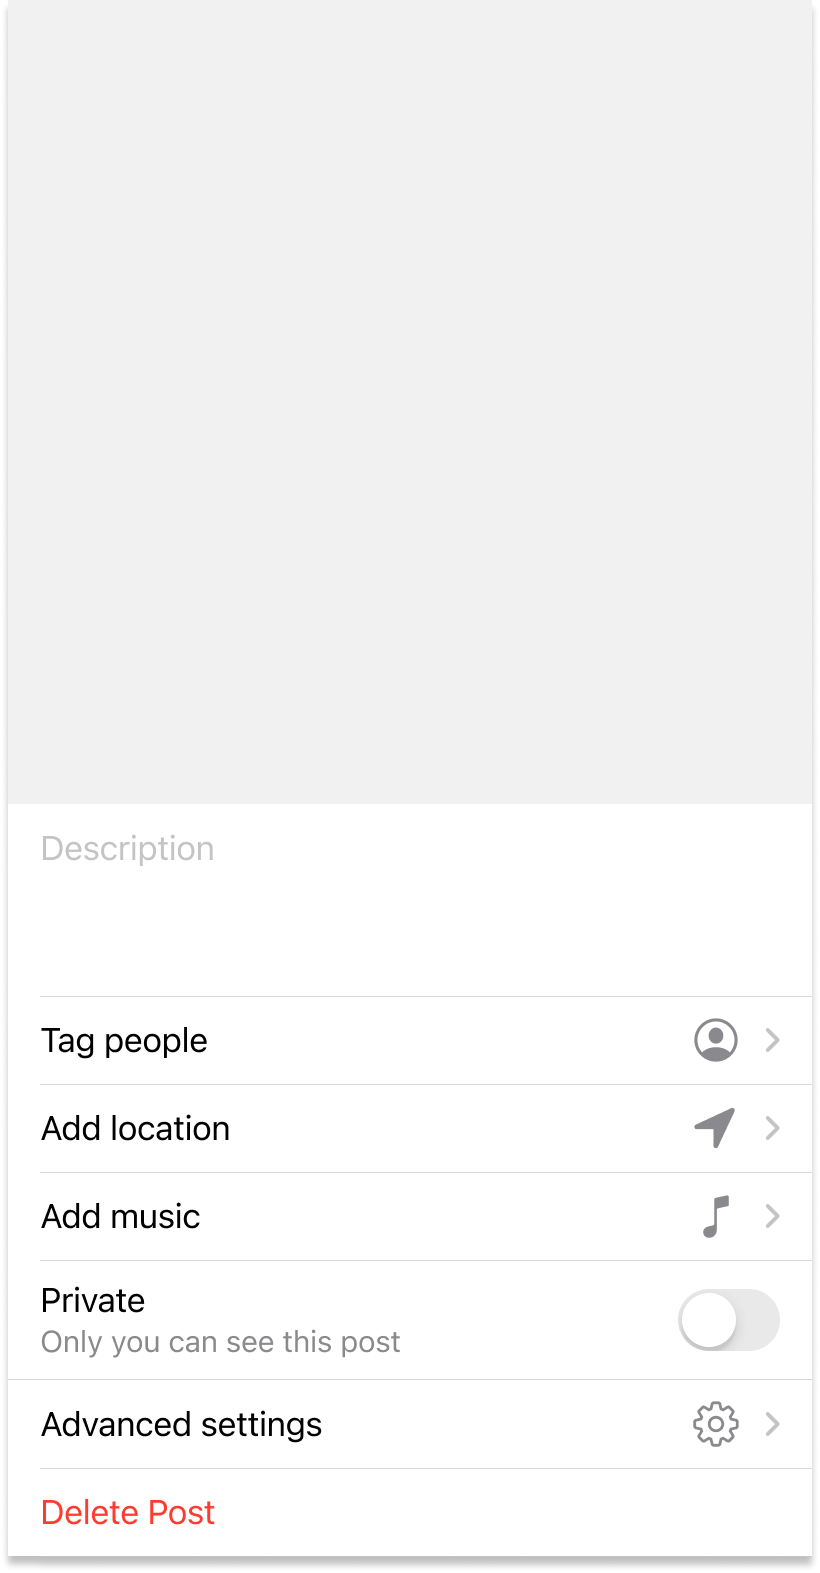 Description
Tag people
Add location
Add music
Private
Only you can see this post
Advanced settings
Delete Post